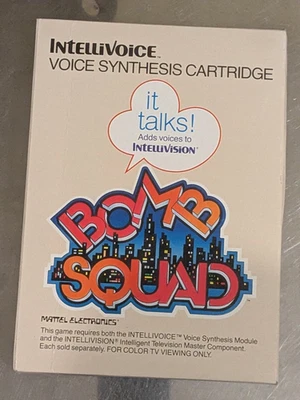 INTELLIVOICE™
VOICE SYNTHESIS CARTRIDGE
it
talks!
Adds voices to
INTELLIVISION®
BOMB
SQUAD
MATTEL ELECTRONICS®
This game requires both the INTELLIVOICE™ Voice Synthesis Module
and the INTELLIVISION® Intelligent Television Master Component.
Each sold separately. FOR COLOR TV VIEWING ONLY.